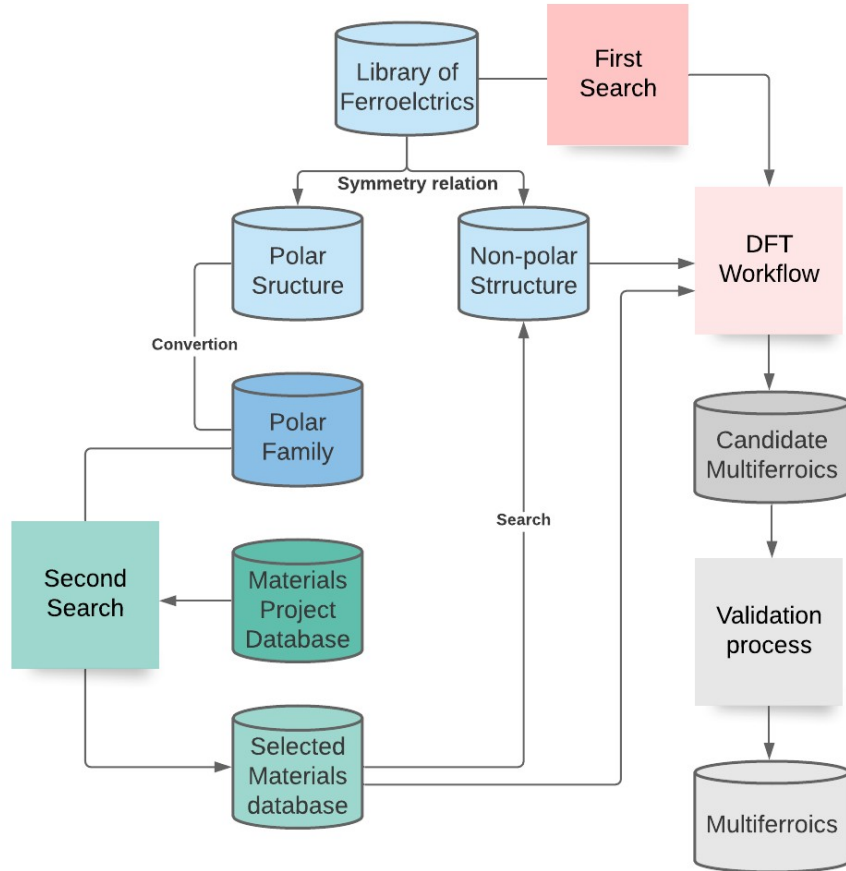 Library of
Ferroelctrics
First
Search
Symmetry relation
Polar
Sructure
Non-polar
Strructure
DFT
Workflow
Convertion
Polar
Family
Candidate
Multiferroics
Search
Second
Search
Materials
Project
Database
Validation
process
Selected
Materials
database
Multiferroics